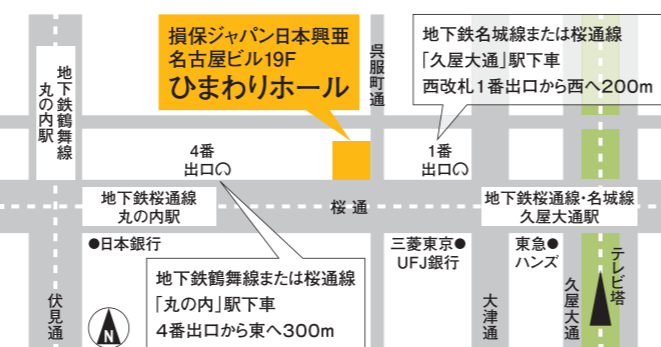 損保ジャパン日本興亜
名古屋ビル19F
ひまわりホール
呉服町通
地下鉄名城線または桜通線
「久屋大通」駅下車
西改札1番出口から西へ200m
地下鉄鶴舞線
丸の内駅
4番
出口
1番
出口
地下鉄桜通線
丸の内駅
桜通
地下鉄桜通線・名城線
久屋大通駅
●日本銀行
三菱東京●
UFJ銀行
東急●
ハンズ
テレビ塔
地下鉄鶴舞線または桜通線
「丸の内」駅下車
4番出口から東へ300m
伏見通
N
大津通
久屋大通